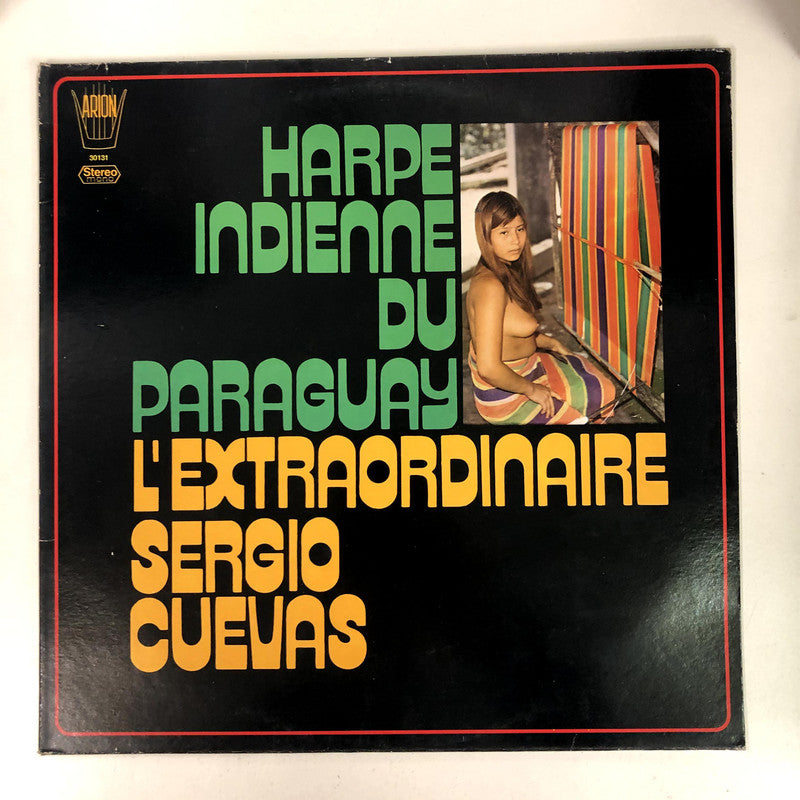 ARION
30131
Stereo
mono
HARPE
INDIENNE
DU
PARAGUAY
L'EXTRAORDINAIRE
SERGIO
CUEVAS